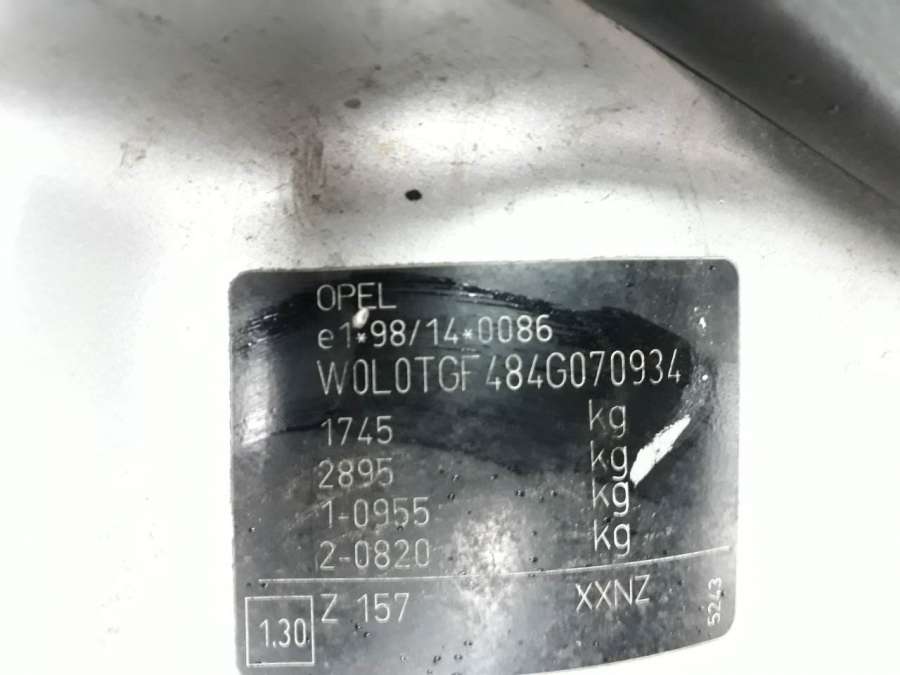 OPEL
e1*98/14*0086
W0L0TGF484G070934
1745 kg
2895 kg
1-0955 kg
2-0820 kg
Z 157 XXNZ
1.30
5243